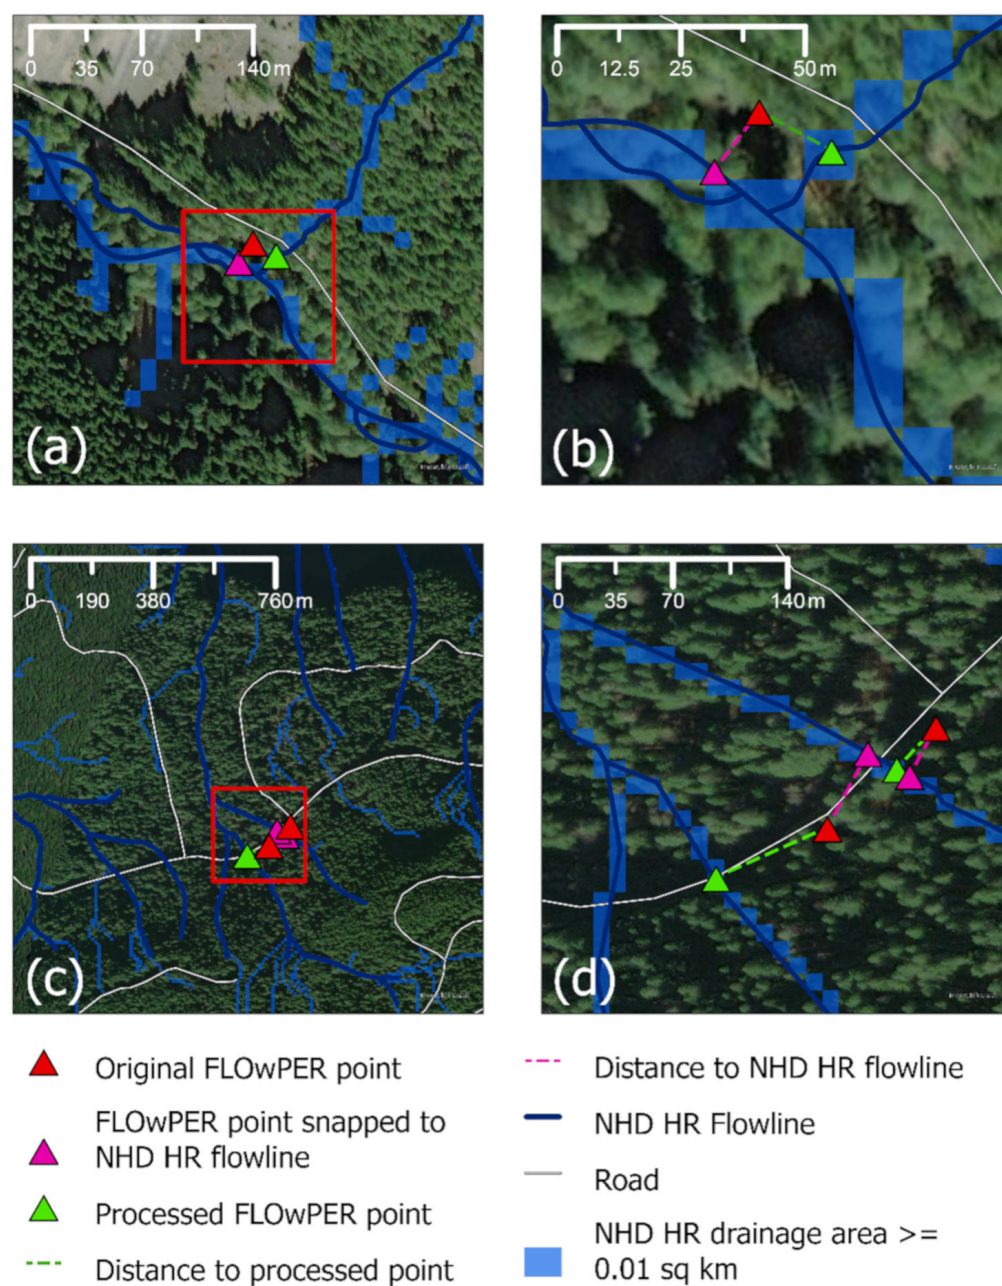 0 35 70 140 m
(a)
0 12.5 25 50 m
(b)
0 190 380 760 m
(c)
0 35 70 140 m
(d)
Original FLOwPER point
FLOwPER point snapped to
NHD HR flowline
Processed FLOwPER point
Distance to processed point
Distance to NHD HR flowline
NHD HR Flowline
Road
NHD HR drainage area >=
0.01 sq km